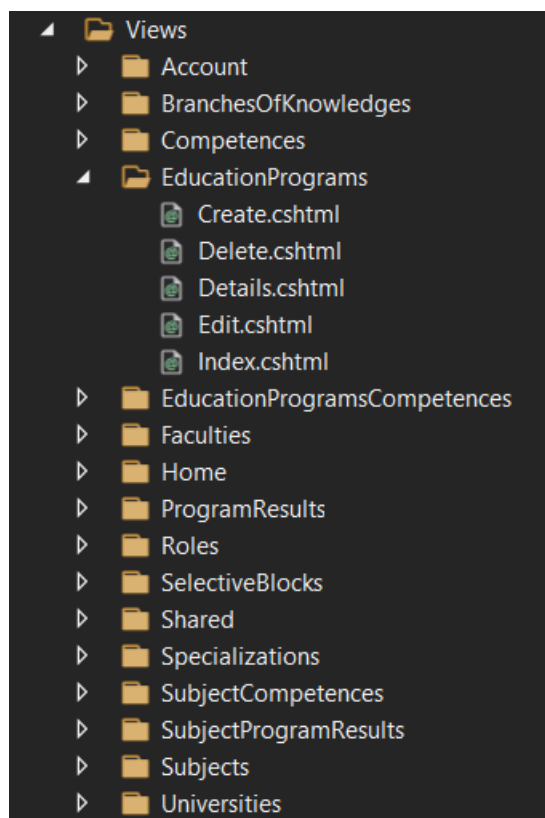 Views
Account
BranchesOfKnowledges
Competences
EducationPrograms
Create.cshtml
Delete.cshtml
Details.cshtml
Edit.cshtml
Index.cshtml
EducationProgramsCompetences
Faculties
Home
ProgramResults
Roles
SelectiveBlocks
Shared
Specializations
SubjectCompetences
SubjectProgramResults
Subjects
Universities